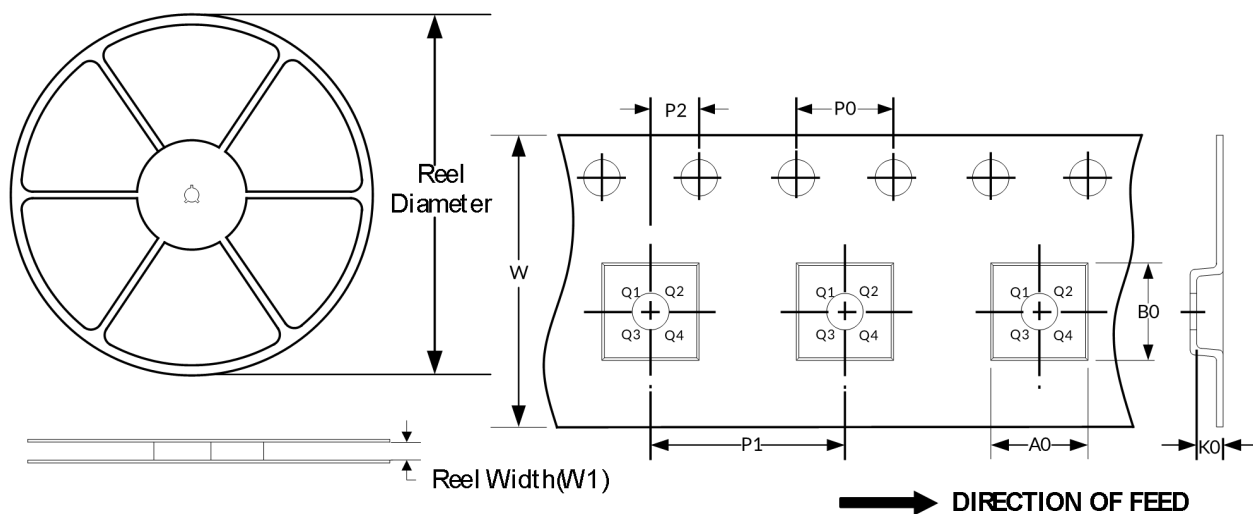 Reel
Diameter
Reel Width(W1)
P2
P0
W
Q1 Q2
Q3 Q4
Q1 Q2
Q3 Q4
Q1 Q2
Q3 Q4
B0
P1
A0
K0
DIRECTION OF FEED